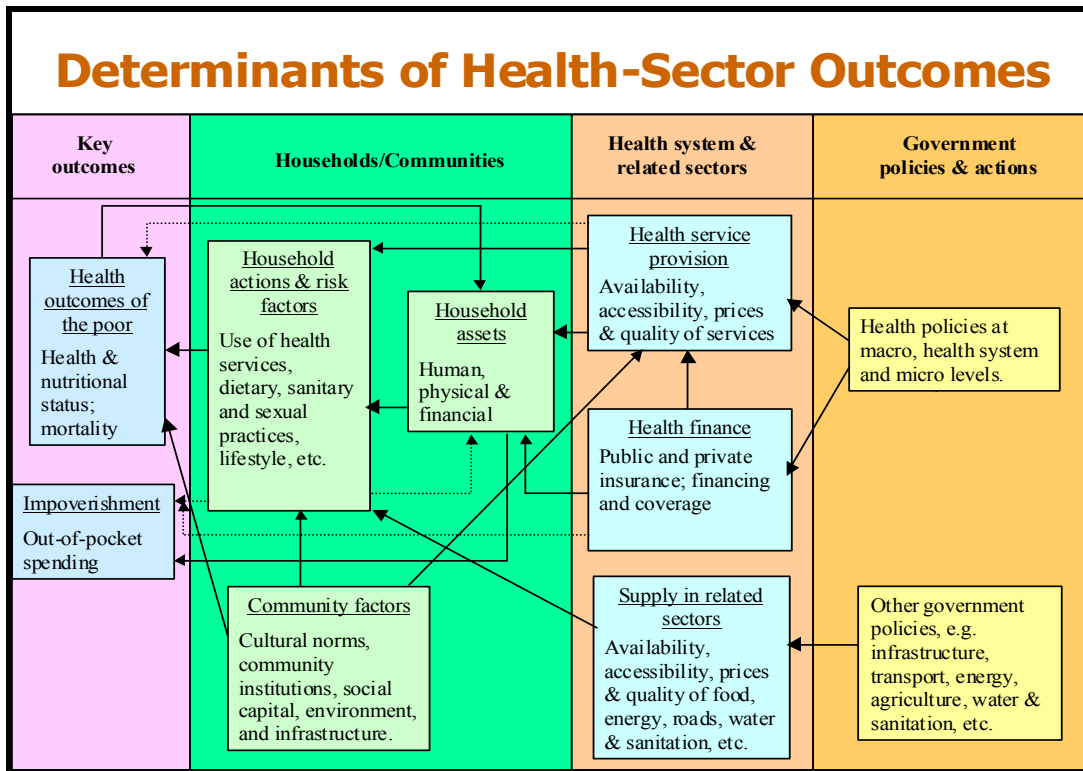 Determinants of Health-Sector Outcomes
Key
outcomes
Households/Communities
Health system &
related sectors
Government
policies & actions
Health
outcomes of
the poor
Health &
nutritional
status;
mortality
Impoverishment
Out-of-pocket
spending
Household
actions & risk
factors
Use of health
services,
dietary, sanitary
and sexual
practices,
lifestyle, etc.
Household
assets
Human,
physical &
financial
Community factors
Cultural norms,
community
institutions, social
capital, environment,
and infrastructure.
Health service
provision
Availability,
accessibility, prices
& quality of services
Health finance
Public and private
insurance; financing
and coverage
Supply in related
sectors
Availability,
accessibility, prices
& quality of food,
energy, roads, water
& sanitation, etc.
Health policies at
macro, health system
and micro levels.
Other government
policies, e.g.
infrastructure,
transport, energy,
agriculture, water &
sanitation, etc.